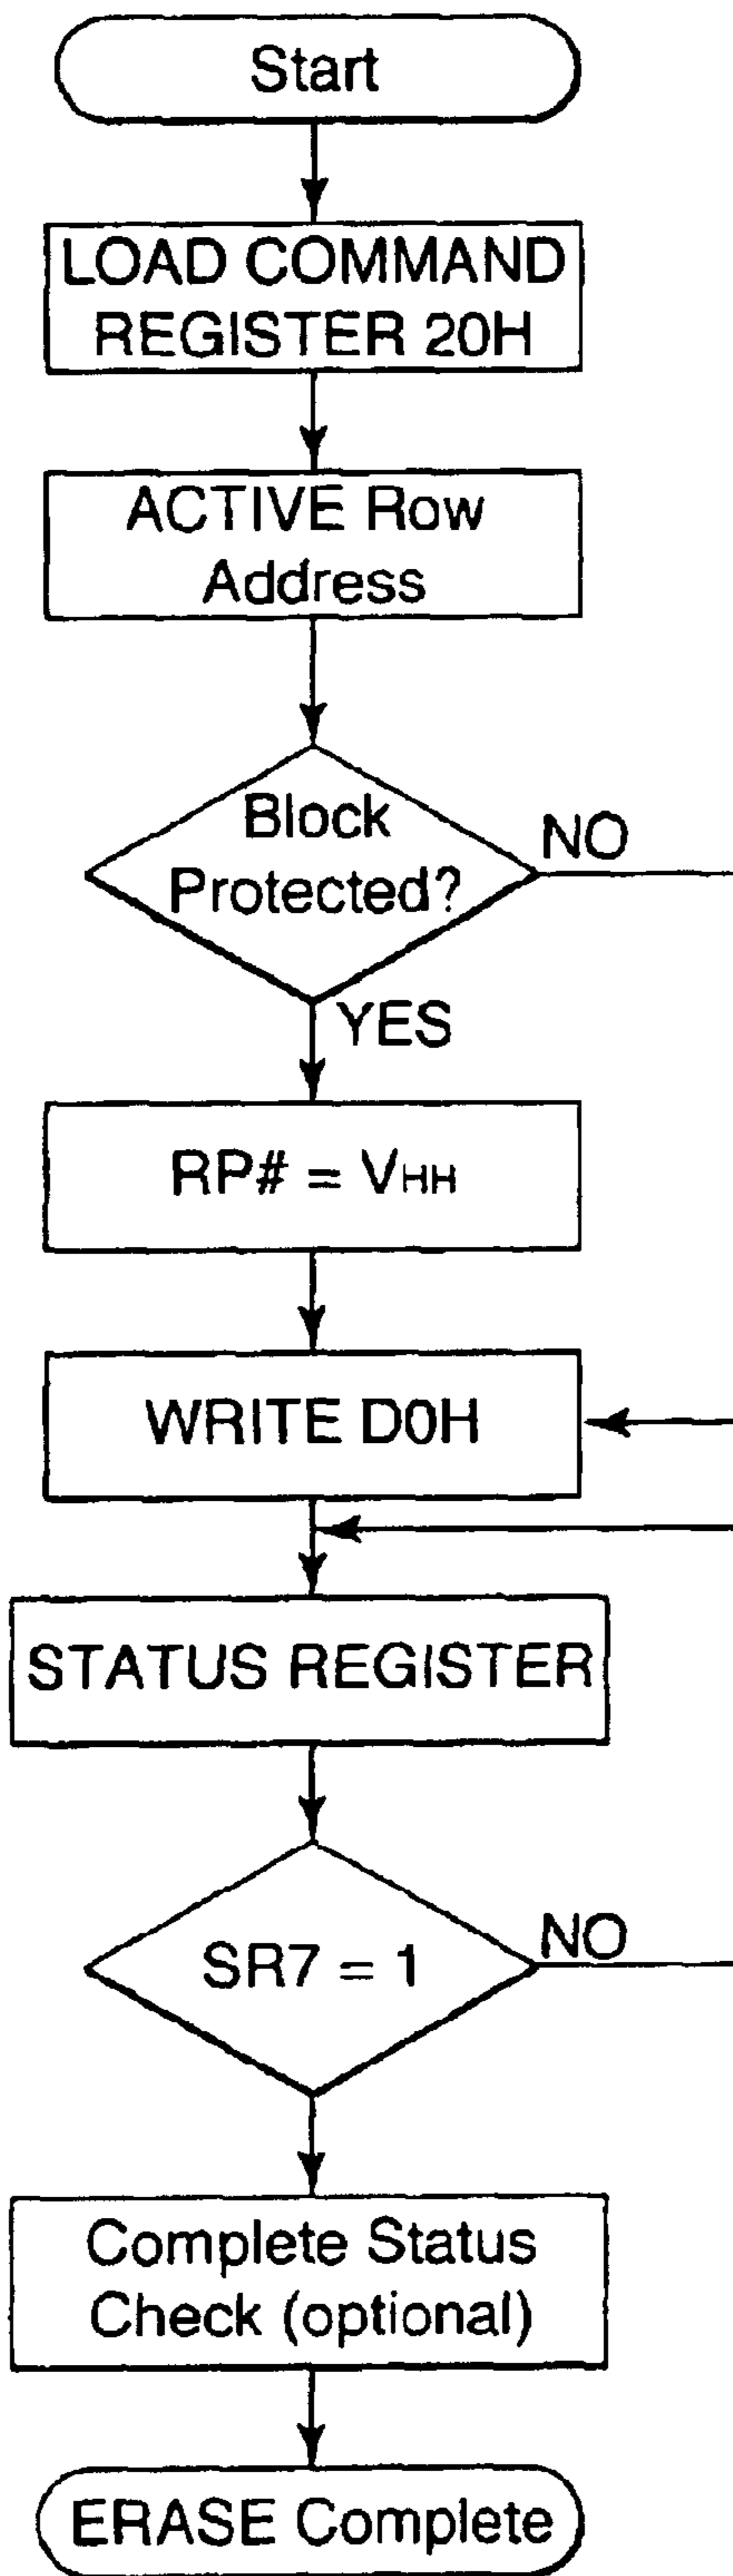 Start
LOAD COMMAND
REGISTER 20H
ACTIVE Row
Address
Block
Protected?
NO
YES
RP# = VHH
WRITE D0H
STATUS REGISTER
SR7 = 1
NO
Complete Status
Check (optional)
ERASE Complete